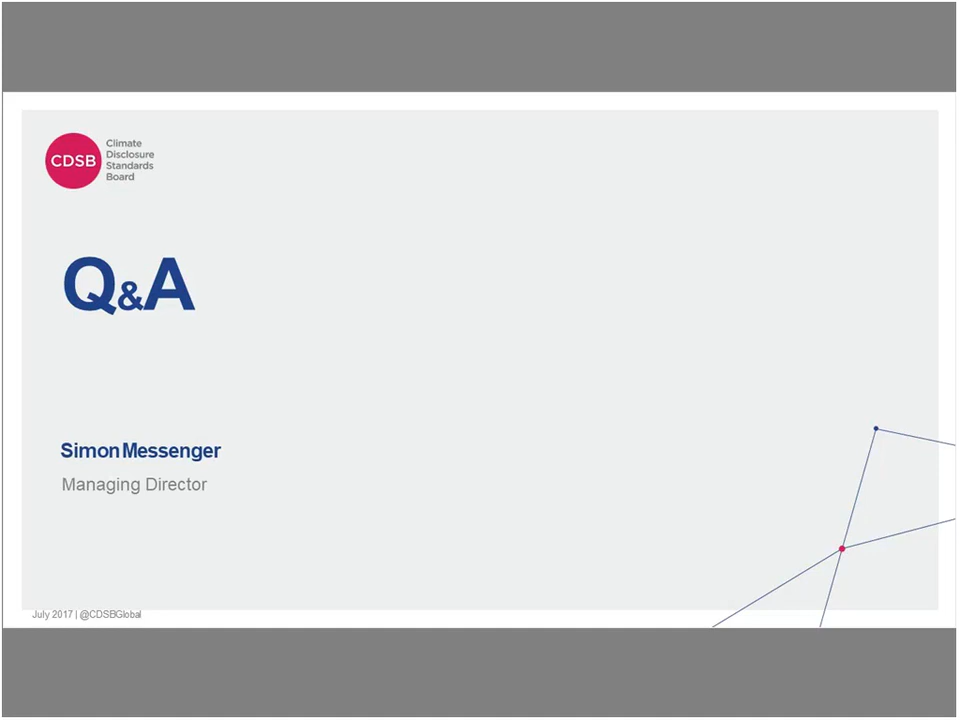 CDSB
Climate
Disclosure
Standards
Board
Q&A
Simon Messenger
Managing Director
July 2017 | @CDSBGlobal